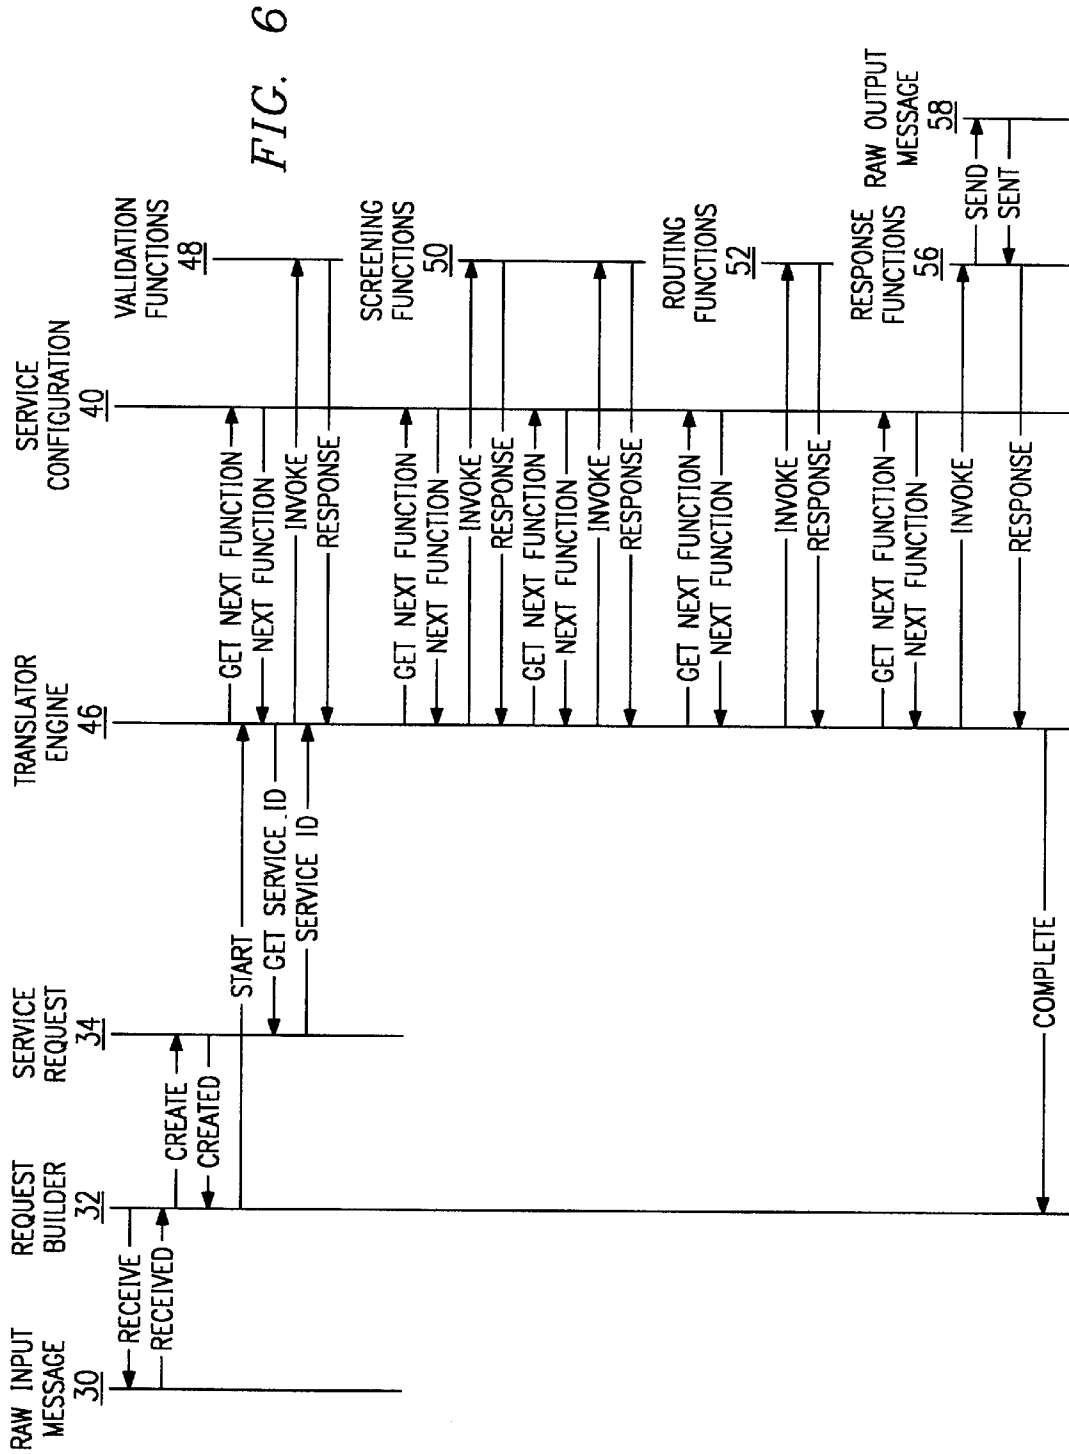 FIG. 6
RAW INPUT
MESSAGE
30
REQUEST
BUILDER
32
SERVICE
REQUEST
34
TRANSLATOR
ENGINE
46
SERVICE
CONFIGURATION
40
VALIDATION
FUNCTIONS
48
SCREENING
FUNCTIONS
50
ROUTING
FUNCTIONS
52
RESPONSE
FUNCTIONS
56
RAW OUTPUT
MESSAGE
58
RECEIVE
RECEIVED
CREATE
CREATED
START
GET SERVICE ID
SERVICE ID
GET NEXT FUNCTION
NEXT FUNCTION
INVOKE
RESPONSE
GET NEXT FUNCTION
NEXT FUNCTION
INVOKE
RESPONSE
GET NEXT FUNCTION
NEXT FUNCTION
INVOKE
RESPONSE
GET NEXT FUNCTION
NEXT FUNCTION
INVOKE
RESPONSE
GET NEXT FUNCTION
NEXT FUNCTION
INVOKE
SEND
SENT
RESPONSE
COMPLETE